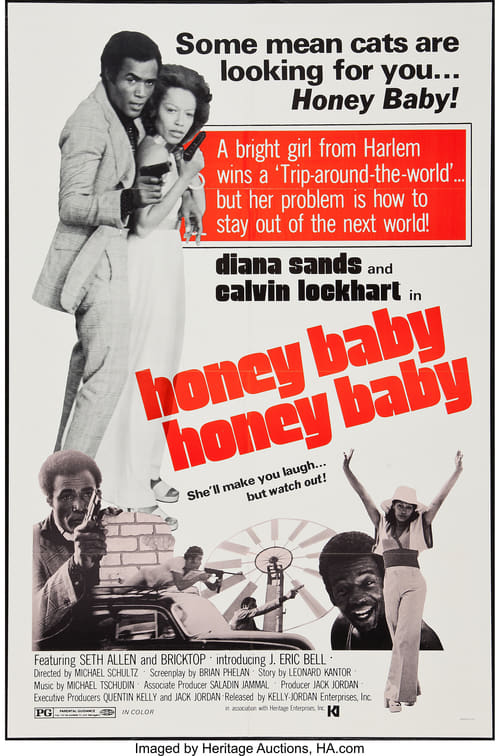 Some mean cats are
looking for you...
Honey Baby!
A bright girl from Harlem
wins a 'Trip-around-the-world'...
but her problem is how to
stay out of the next world!
diana sands and
calvin lockhart in
honey baby
honey baby
She'll make you laugh...
but watch out!
Featuring SETH ALLEN and BRICKTOP · introducing J. ERIC BELL ·
Directed by MICHAEL SCHULTZ · Screenplay by BRIAN PHELAN · Story by LEONARD KANTOR ·
Music by MICHAEL TSCHUDIN · Associate Producer SALADIN JAMMAL · Producer JACK JORDAN ·
Executive Producers QUENTIN KELLY and JACK JORDAN · Released by KELLY-JORDAN Enterprises, Inc.
PG PARENTAL GUIDANCE IN COLOR in association with Heritage Enterprises, Inc. KJ
Imaged by Heritage Auctions, HA.com